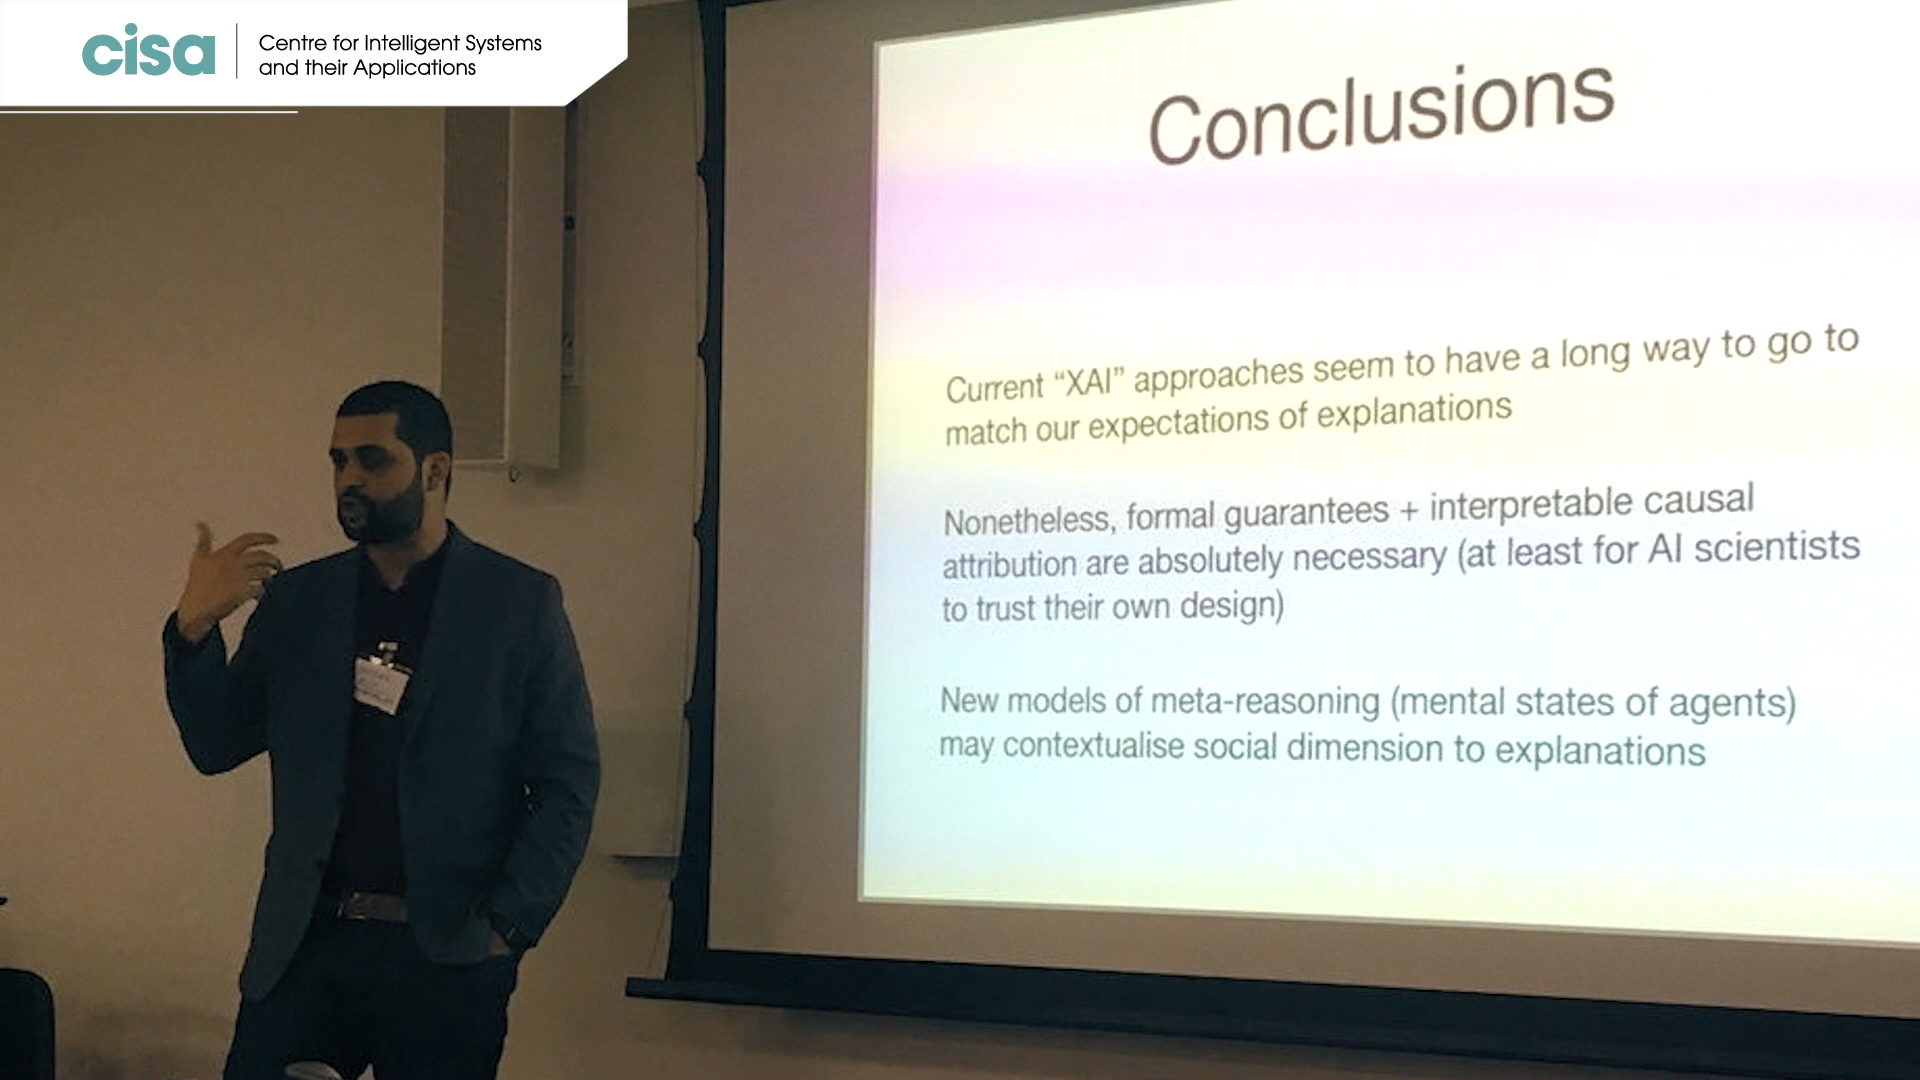 cisa
Centre for Intelligent Systems
and their Applications
Conclusions
Current “XAI” approaches seem to have a long way to go to
match our expectations of explanations
Nonetheless, formal guarantees + interpretable causal
attribution are absolutely necessary (at least for AI scientists
to trust their own design)
New models of meta-reasoning (mental states of agents)
may contextualise social dimension to explanations